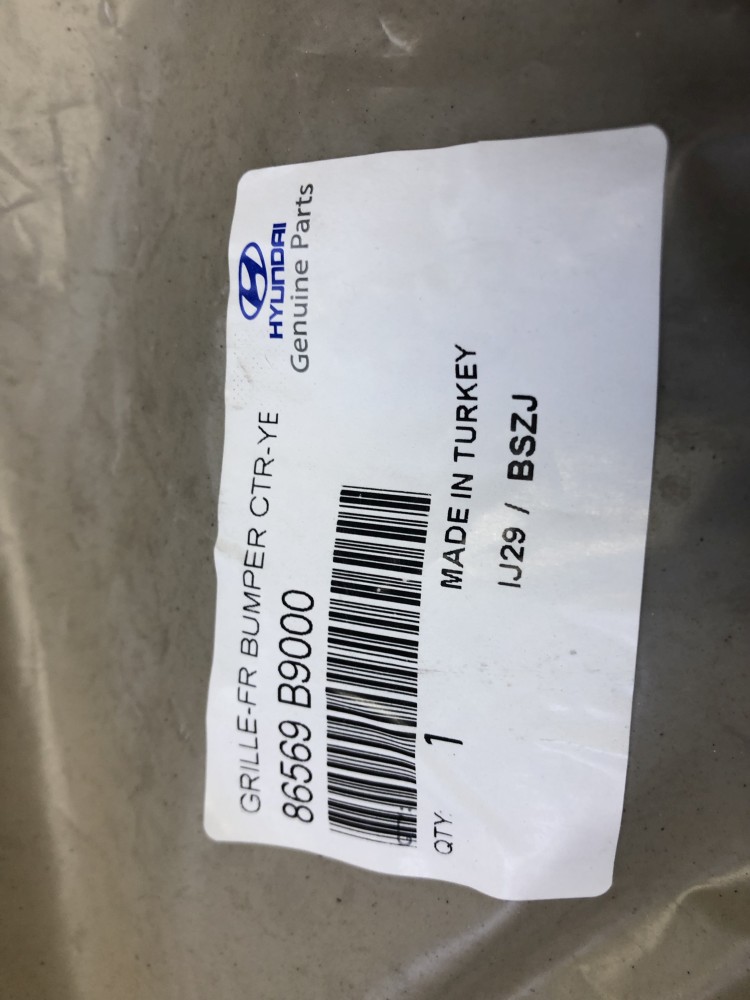 HYUNDAI
Genuine Parts
GRILLE-FR BUMPER CTR-YE
86569 B9000
QTY: 1
MADE IN TURKEY
IJ29 / BSZJ